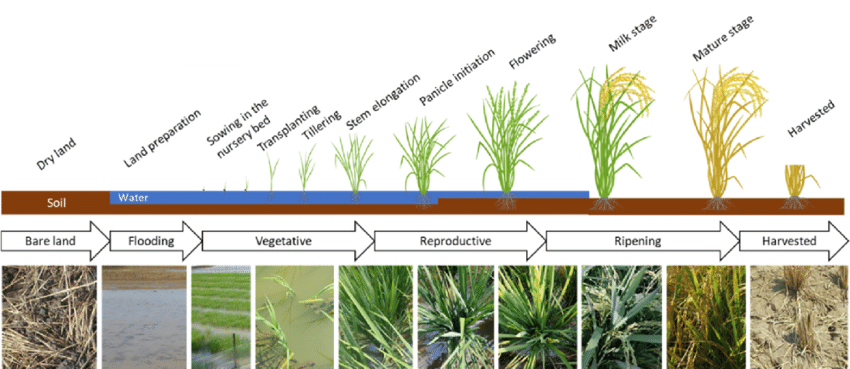 Dry land
Land preparation
Sowing in the
nursery bed
Transplanting
Tillering
Stem elongation
Panicle initiation
Flowering
Milk stage
Mature stage
Harvested
Soil
Water
Bare land
Flooding
Vegetative
Reproductive
Ripening
Harvested